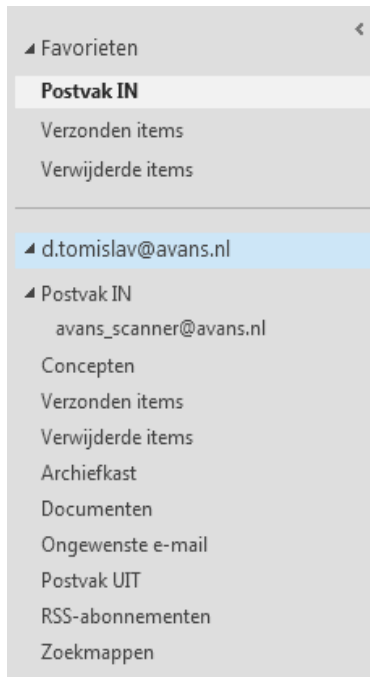 Favorieten
Postvak IN
Verzonden items
Verwijderde items
d.tomislav@avans.nl
Postvak IN
avans_scanner@avans.nl
Concepten
Verzonden items
Verwijderde items
Archiefkast
Documenten
Ongewenste e-mail
Postvak UIT
RSS-abonnementen
Zoekmappen